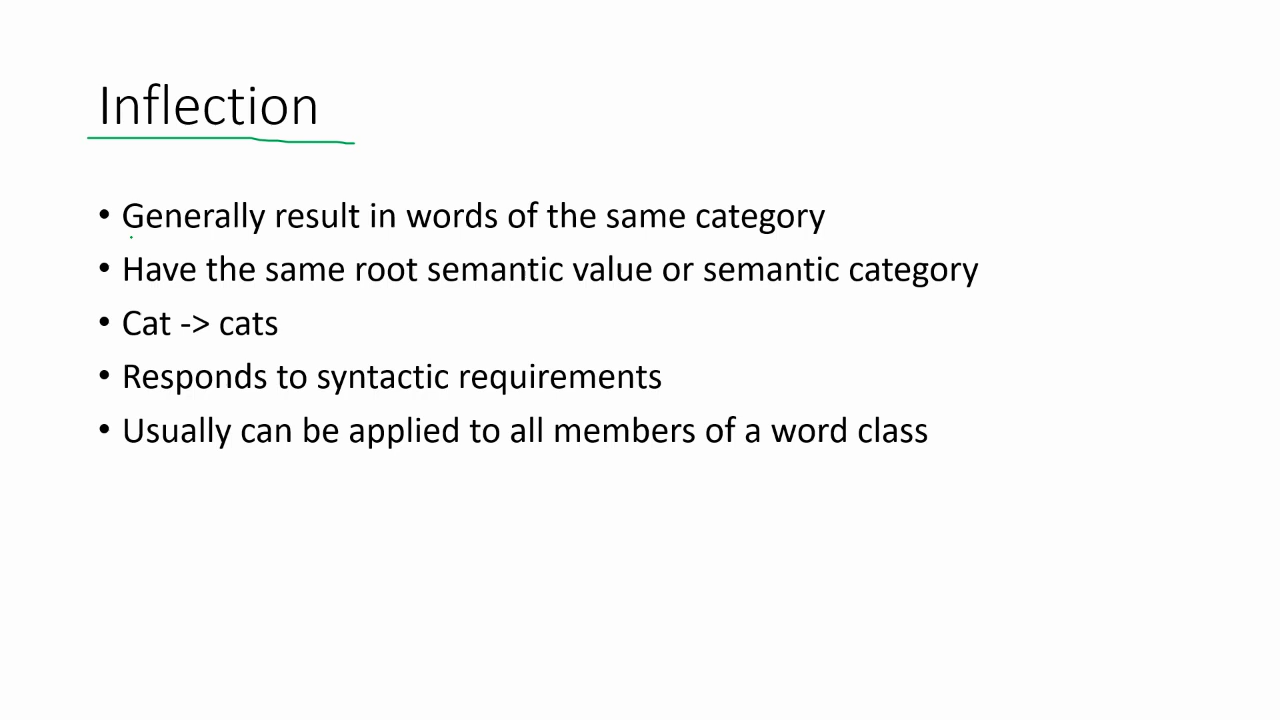 Inflection
• Generally result in words of the same category
• Have the same root semantic value or semantic category
• Cat -> cats
• Responds to syntactic requirements
• Usually can be applied to all members of a word class